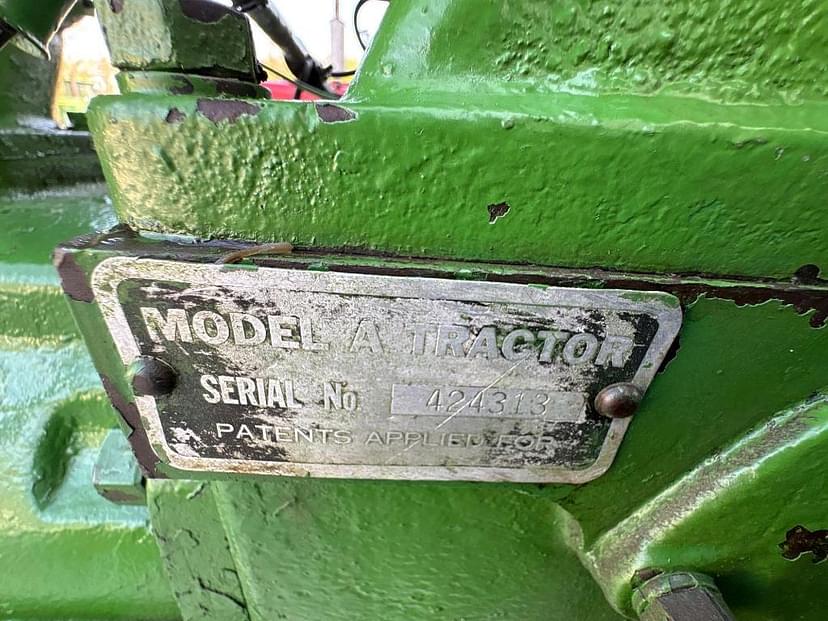 MODEL A TRACTOR
SERIAL No 424313
PATENTS APPLIED FOR